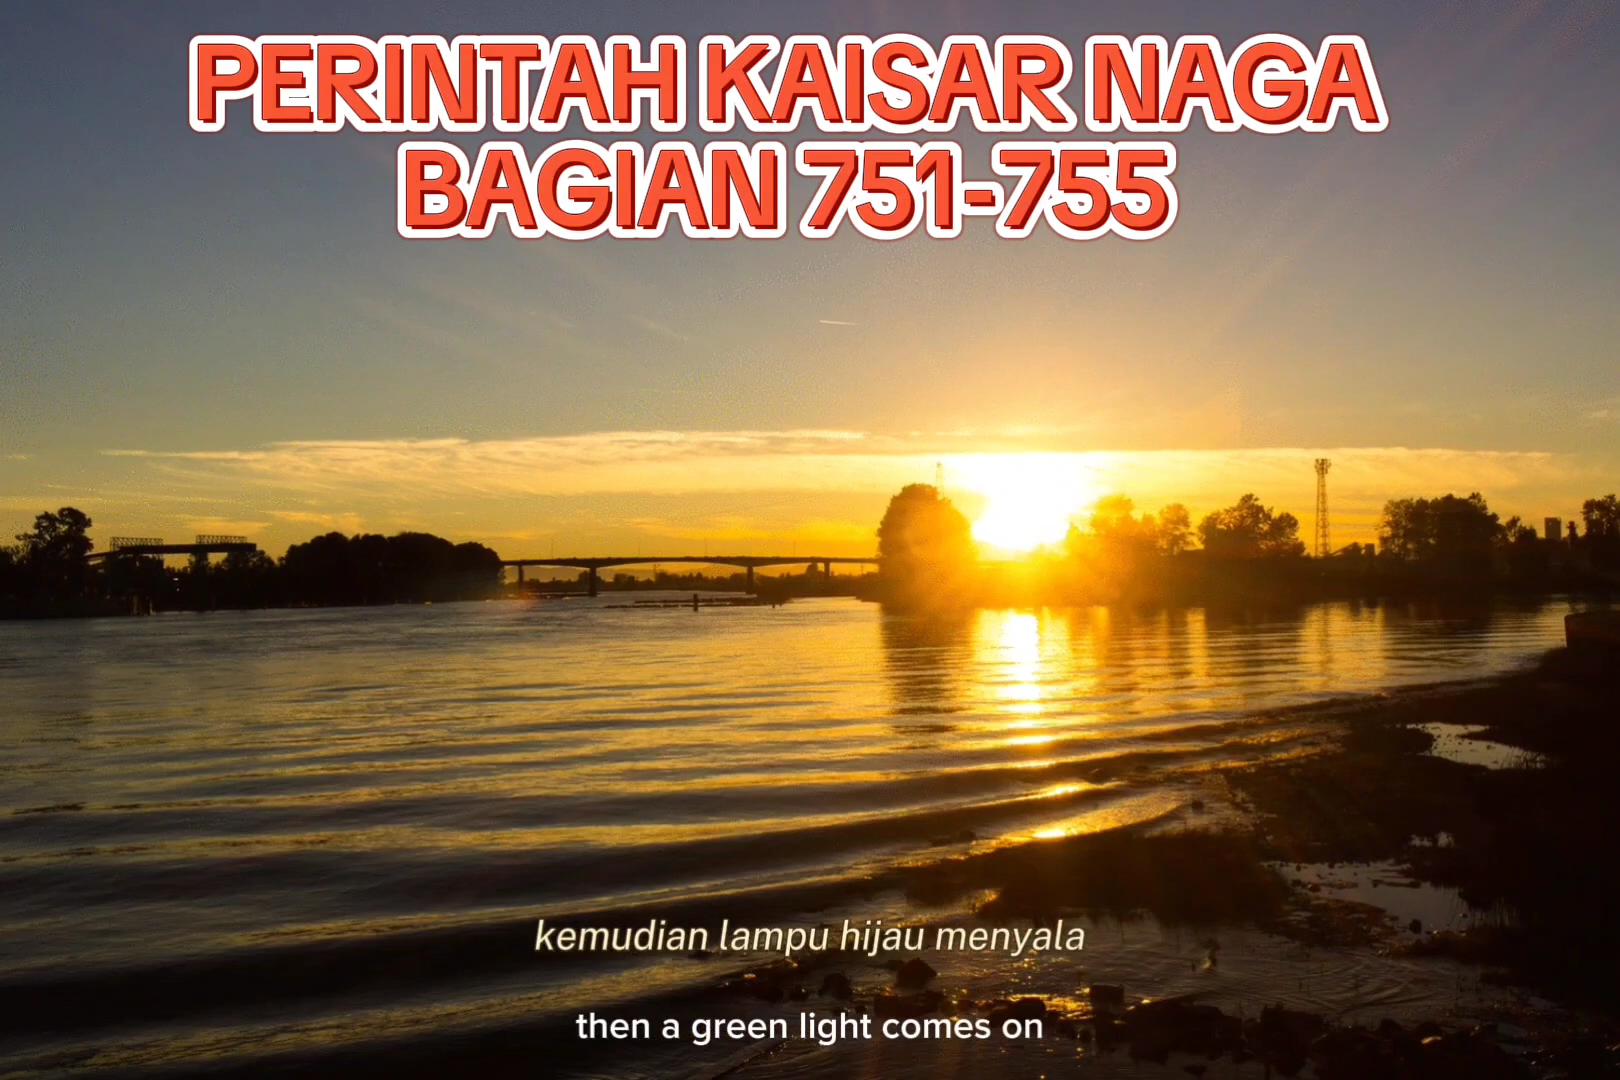 PERINTAH KAISAR NAGA
BAGIAN 751-755
kemudian lampu hijau menyala
then a green light comes on